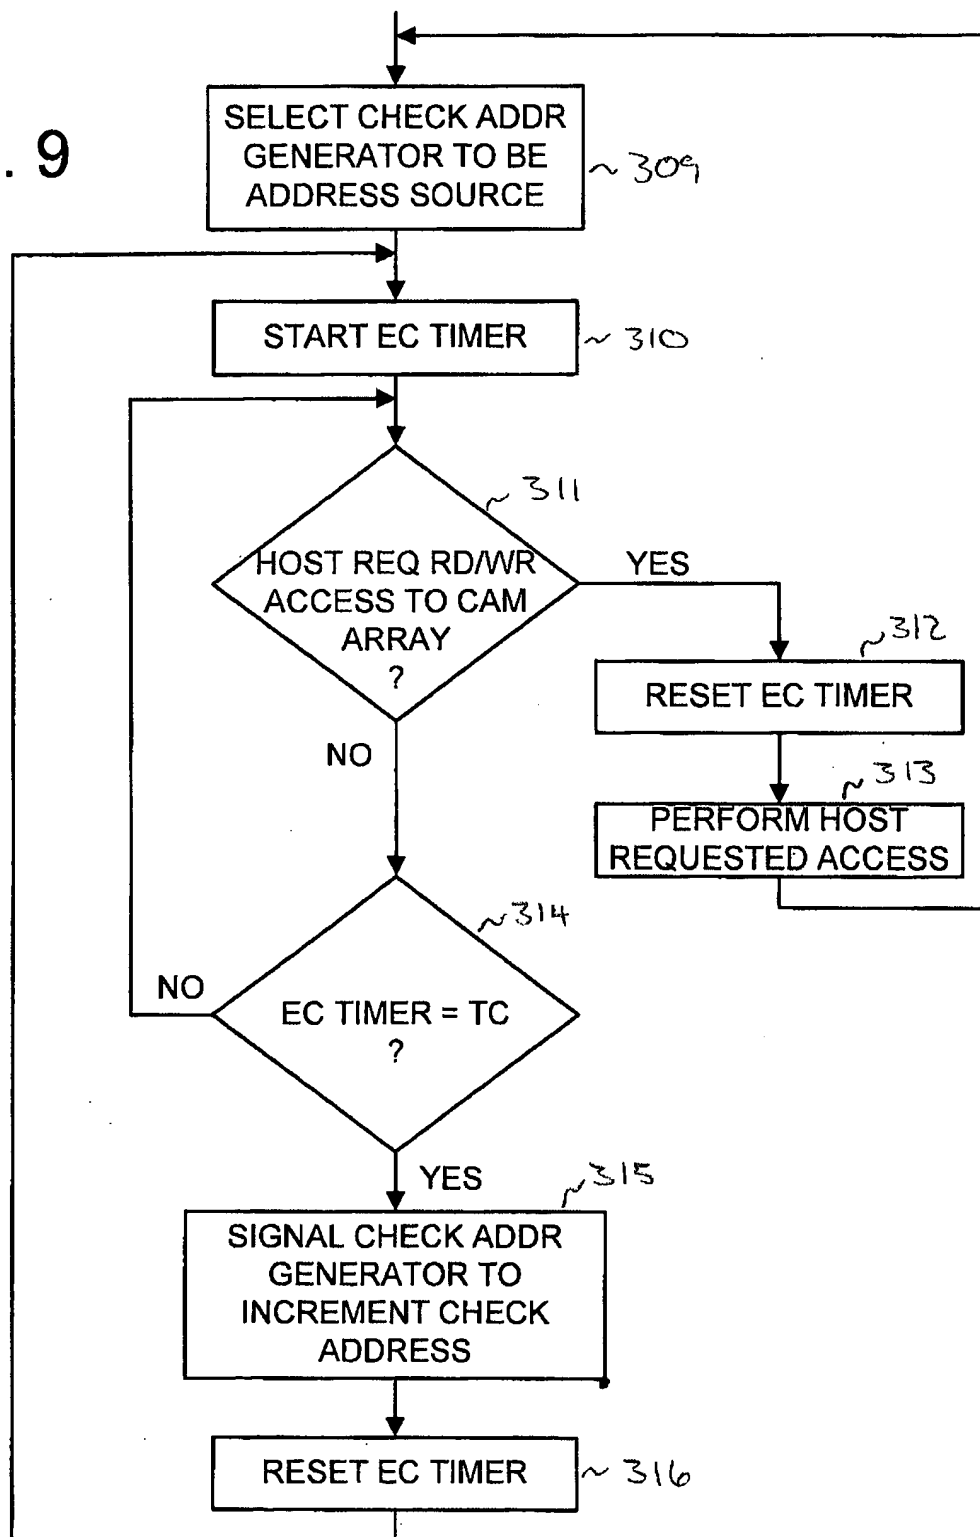 . 9
SELECT CHECK ADDR
GENERATOR TO BE
ADDRESS SOURCE
~ 309
START EC TIMER
~ 310
~ 311
HOST REQ RD/WR
ACCESS TO CAM
ARRAY
?
YES
~ 312
RESET EC TIMER
NO
~ 313
PERFORM HOST
REQUESTED ACCESS
~ 314
NO
EC TIMER = TC
?
YES
~ 315
SIGNAL CHECK ADDR
GENERATOR TO
INCREMENT CHECK
ADDRESS
RESET EC TIMER
~ 316